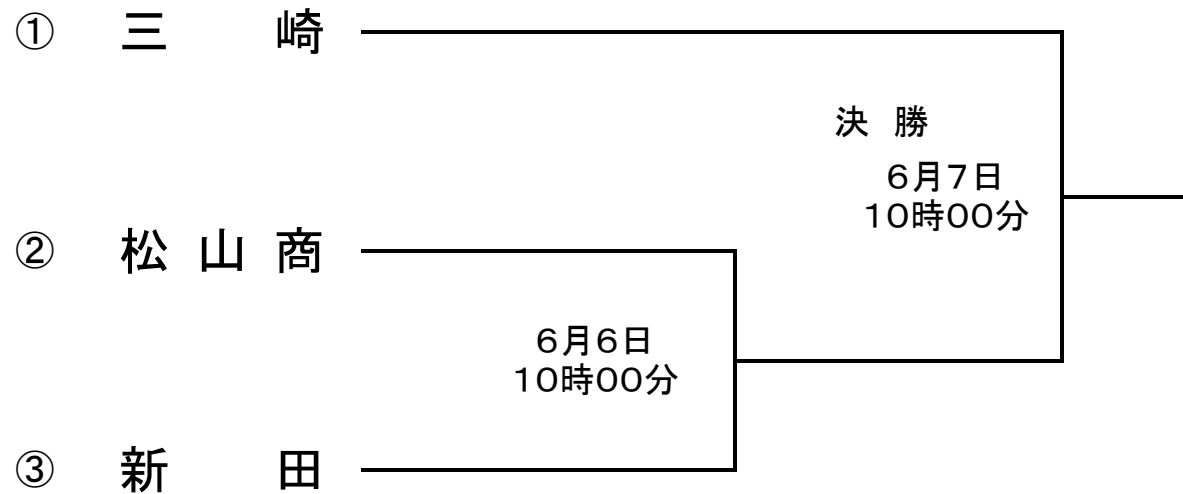 ① 三 崎
決 勝
6月7日
10時00分
② 松 山 商
6月6日
10時00分
③ 新 田